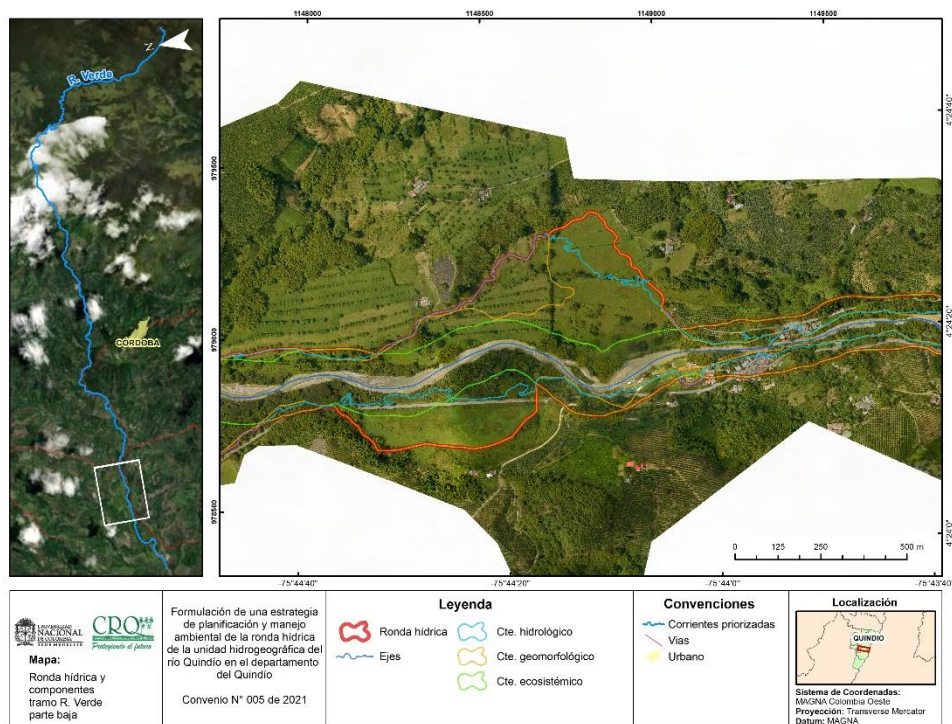 R. Verde
CÓRDOBA
1148000
1148500
1149000
1149500
979500
979000
978500
4°24'40"
4°24'20"
4°24'0"
-75°44'40"
-75°44'20"
-75°44'0"
-75°43'40"
0 125 250 500 m
UNIVERSIDAD
NACIONAL
DE COLOMBIA
SEDE MEDELLÍN
CRQ
Protegiendo el futuro
Mapa:
Ronda hídrica y
componentes
tramo R. Verde
parte baja
Formulación de una estrategia
de planificación y manejo
ambiental de la ronda hídrica
de la unidad hidrogeográfica del
río Quindío en el departamento
del Quindío
Convenio N° 005 de 2021
Leyenda
Ronda hídrica
Ejes
Cte. hidrológico
Cte. geomorfológico
Cte. ecosistémico
Convenciones
Corrientes priorizadas
Vias
Urbano
Localización
QUINDIO
Sistema de Coordenadas:
MAGNA Colombia Oeste
Proyección: Transverse Mercator
Datum: MAGNA